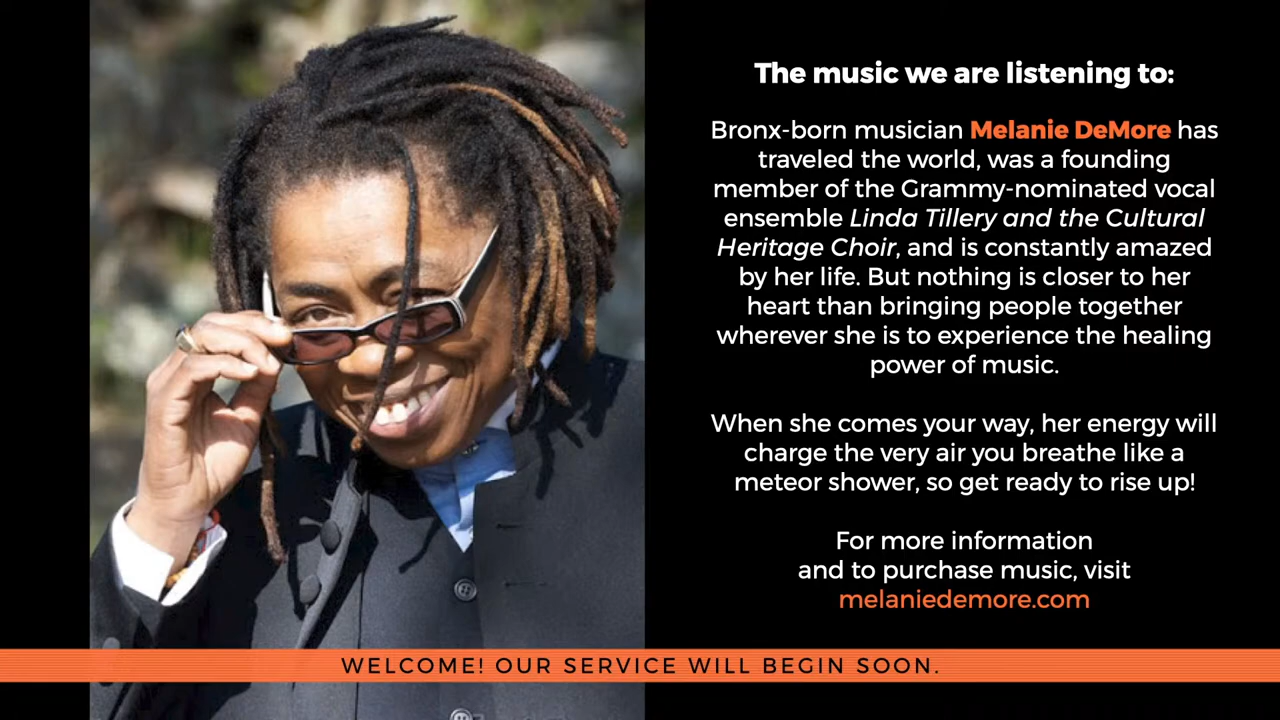 The music we are listening to:
Bronx-born musician Melanie DeMore has
traveled the world, was a founding
member of the Grammy-nominated vocal
ensemble Linda Tillery and the Cultural
Heritage Choir, and is constantly amazed
by her life. But nothing is closer to her
heart than bringing people together
wherever she is to experience the healing
power of music.
When she comes your way, her energy will
charge the very air you breathe like a
meteor shower, so get ready to rise up!
For more information
and to purchase music, visit
melaniedemore.com
WELCOME! OUR SERVICE WILL BEGIN SOON.